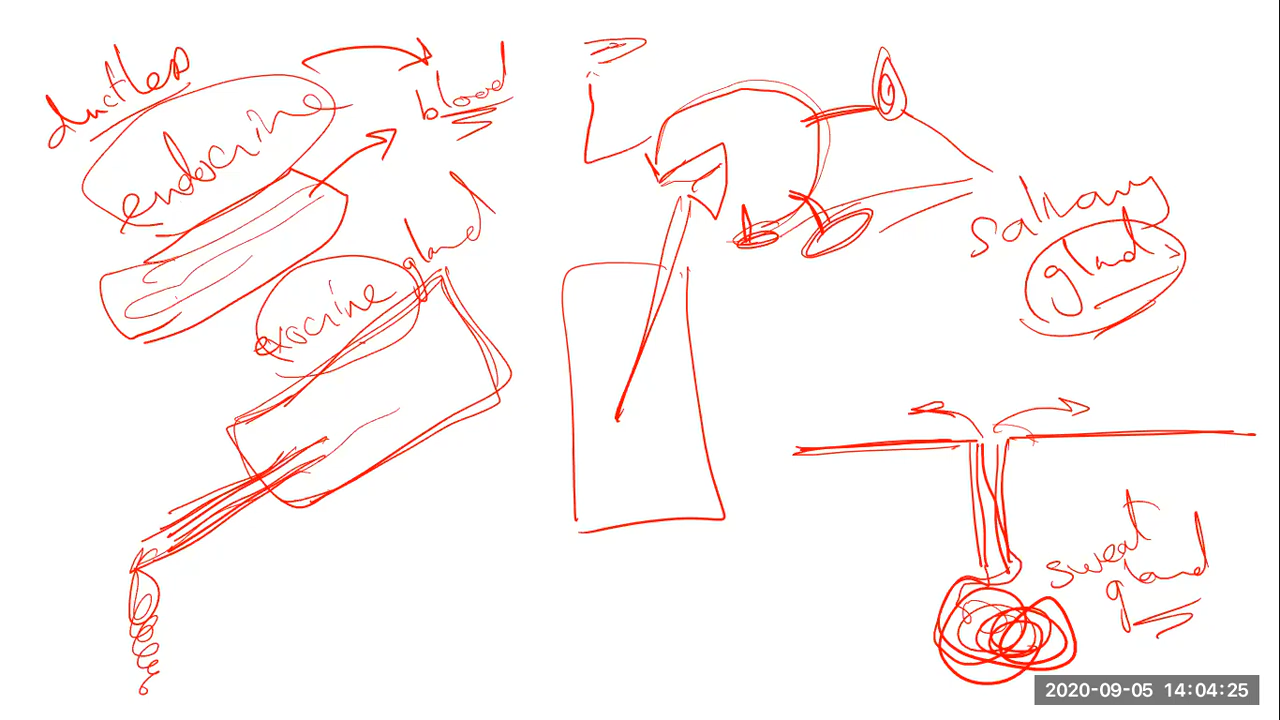 ductless
endocrine
blood
exocrine gland
salivary
gland
sweat
gland
2020-09-05 14:04:25